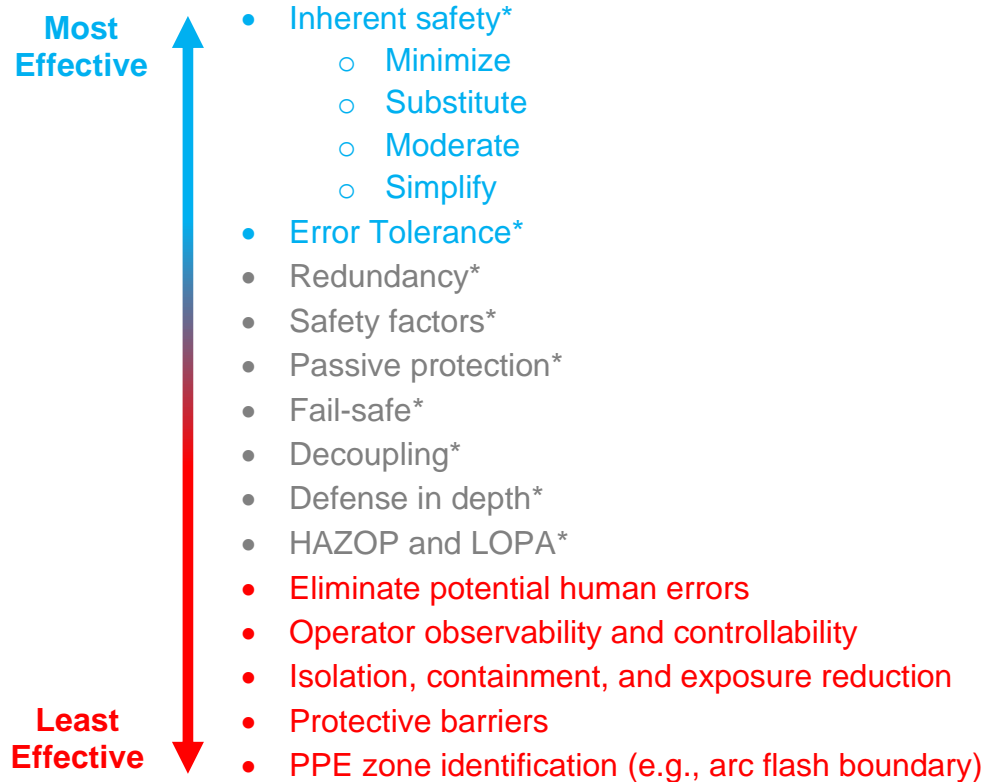 Most
Effective
• Inherent safety*
o Minimize
o Substitute
o Moderate
o Simplify
• Error Tolerance*
• Redundancy*
• Safety factors*
• Passive protection*
• Fail-safe*
• Decoupling*
• Defense in depth*
• HAZOP and LOPA*
• Eliminate potential human errors
• Operator observability and controllability
• Isolation, containment, and exposure reduction
• Protective barriers
• PPE zone identification (e.g., arc flash boundary)
Least
Effective